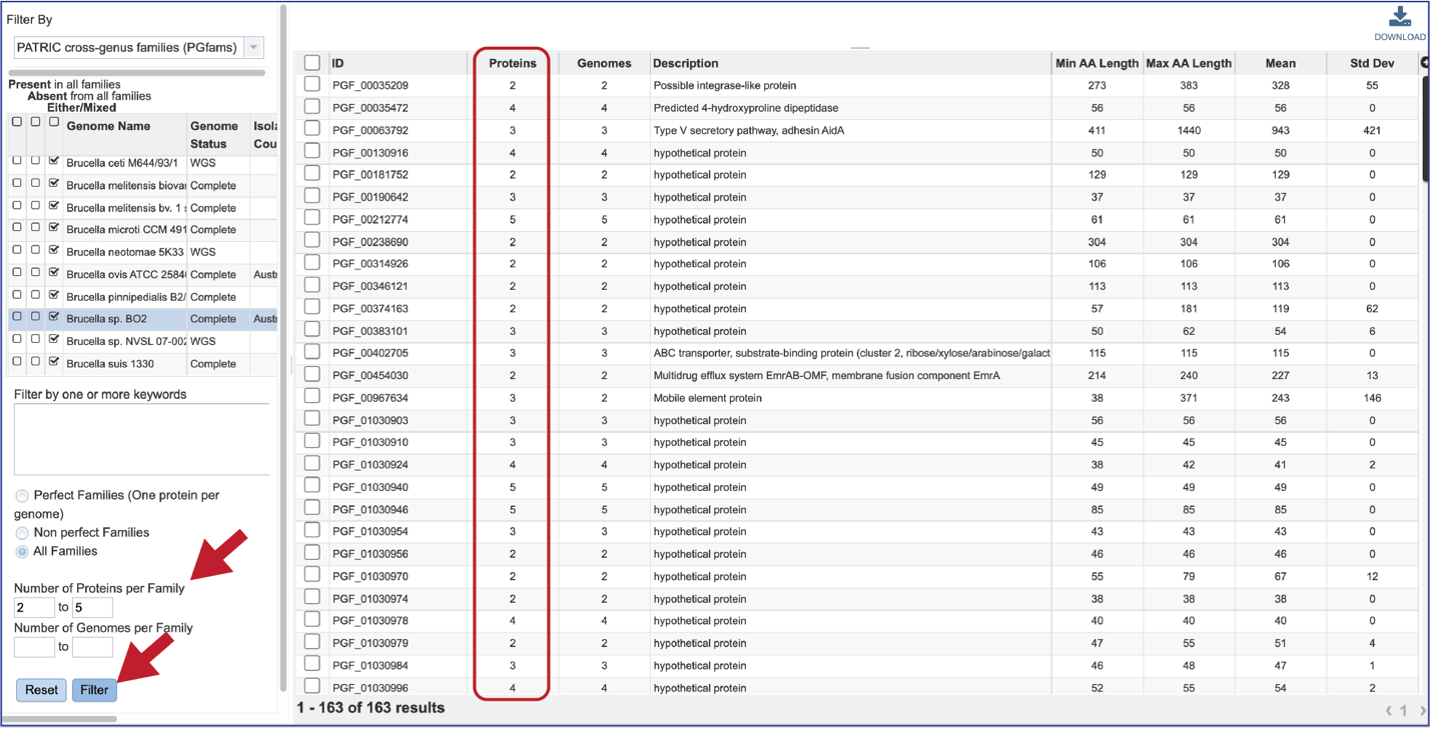 Filter By
PATRIC cross-genus families (PGfams)
Present in all families
Absent from all families
Either/Mixed
Genome Name Genome Status Isola Cou
Brucella ceti M644/93/1 WGS
Brucella melitensis biovar Complete
Brucella melitensis bv. 1 s Complete
Brucella microti CCM 491 Complete
Brucella neotomae 5K33 WGS
Brucella ovis ATCC 2584 Complete Austr
Brucella pinnipedialis B2/ Complete
Brucella sp. BO2 Complete Austr
Brucella sp. NVSL 07-002 WGS
Brucella suis 1330 Complete
Filter by one or more keywords
Perfect Families (One protein per
genome)
Non perfect Families
All Families
Number of Proteins per Family
2 to 5
Number of Genomes per Family
to
Reset Filter
DOWNLOAD
ID Proteins Genomes Description Min AA Length Max AA Length Mean Std Dev
PGF_00035209 2 2 Possible integrase-like protein 273 383 328 55
PGF_00035472 4 4 Predicted 4-hydroxyproline dipeptidase 56 56 56 0
PGF_00063792 3 3 Type V secretory pathway, adhesin AidA 411 1440 943 421
PGF_00130916 4 4 hypothetical protein 50 50 50 0
PGF_00181752 2 2 hypothetical protein 129 129 129 0
PGF_00190642 3 3 hypothetical protein 37 37 37 0
PGF_00212774 5 5 hypothetical protein 61 61 61 0
PGF_00238690 2 2 hypothetical protein 304 304 304 0
PGF_00314926 2 2 hypothetical protein 106 106 106 0
PGF_00346121 2 2 hypothetical protein 113 113 113 0
PGF_00374163 2 2 hypothetical protein 57 181 119 62
PGF_00383101 3 3 hypothetical protein 50 62 54 6
PGF_00402705 3 3 ABC transporter, substrate-binding protein (cluster 2, ribose/xylose/arabinose/galact 115 115 115 0
PGF_00454030 2 2 Multidrug efflux system EmrAB-OMF, membrane fusion component EmrA 214 240 227 13
PGF_00967634 3 2 Mobile element protein 38 371 243 146
PGF_01030903 3 3 hypothetical protein 56 56 56 0
PGF_01030910 3 3 hypothetical protein 45 45 45 0
PGF_01030924 4 4 hypothetical protein 38 42 41 2
PGF_01030940 5 5 hypothetical protein 49 49 49 0
PGF_01030946 5 5 hypothetical protein 85 85 85 0
PGF_01030954 3 3 hypothetical protein 43 43 43 0
PGF_01030956 2 2 hypothetical protein 46 46 46 0
PGF_01030970 2 2 hypothetical protein 55 79 67 12
PGF_01030974 2 2 hypothetical protein 38 38 38 0
PGF_01030978 4 4 hypothetical protein 40 40 40 0
PGF_01030979 2 2 hypothetical protein 47 55 51 4
PGF_01030984 3 3 hypothetical protein 46 48 47 1
PGF_01030996 4 4 hypothetical protein 52 55 54 2
1 - 163 of 163 results
1